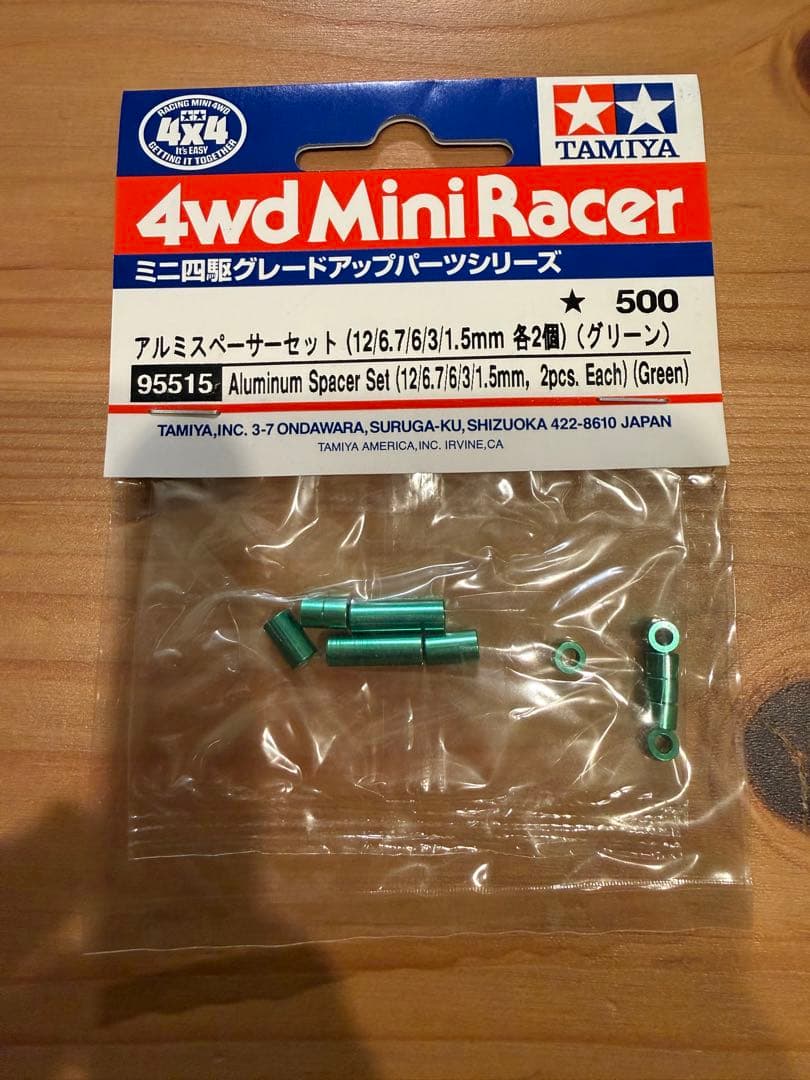 RACING MINI 4WD
4x4
It's EASY
GETTING IT TOGETHER
TAMIYA
4wd Mini Racer
ミニ四駆グレードアップパーツシリーズ
★ 500
アルミスペーサーセット (12/6.7/6/3/1.5mm 各2個) (グリーン)
95515 Aluminum Spacer Set (12/6.7/6/3/1.5mm, 2pcs. Each) (Green)
TAMIYA,INC. 3-7 ONDAWARA, SURUGA-KU, SHIZUOKA 422-8610 JAPAN
TAMIYA AMERICA,INC. IRVINE,CA